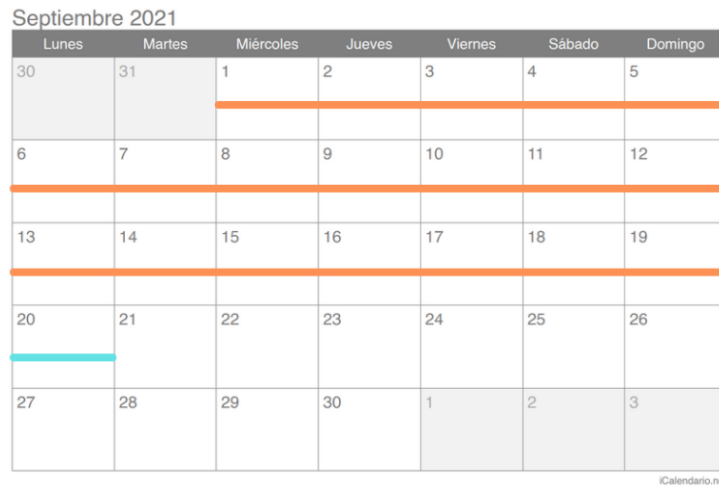 Septiembre 2021
Lunes Martes Miércoles Jueves Viernes Sábado Domingo
30 31 1 2 3 4 5
6 7 8 9 10 11 12
13 14 15 16 17 18 19
20 21 22 23 24 25 26
27 28 29 30 1 2 3
iCalendario.n